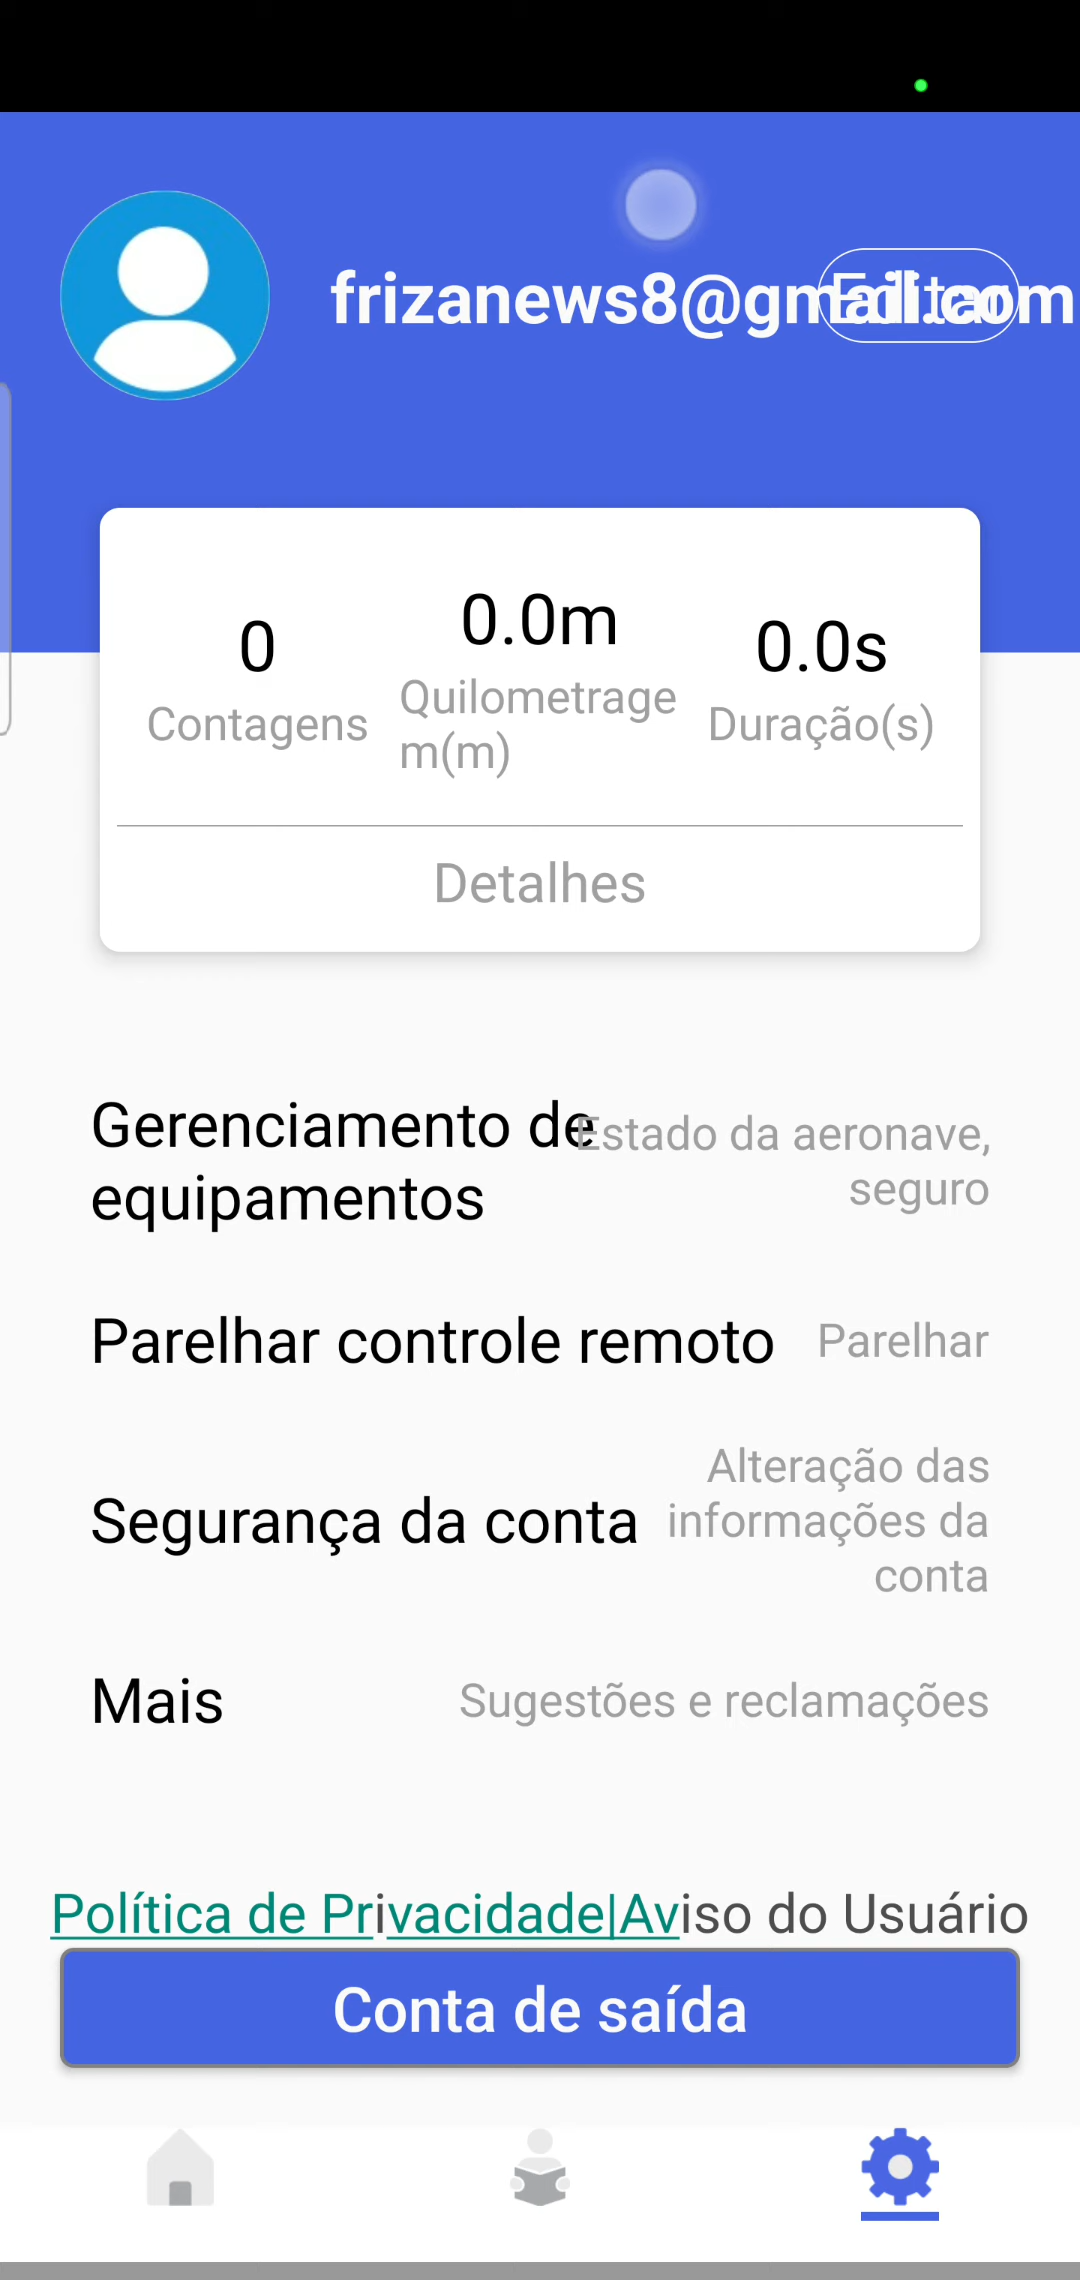 frizanews8@gmail.com
Editar
0
Contagens
0.0m
Quilometrage
m(m)
0.0s
Duração(s)
Detalhes
Gerenciamento de
equipamentos
Estado da aeronave,
seguro
Parelhar controle remoto
Parelhar
Segurança da conta
Alteração das
informações da
conta
Mais
Sugestões e reclamações
Política de Privacidade|Aviso do Usuário
Conta de saída